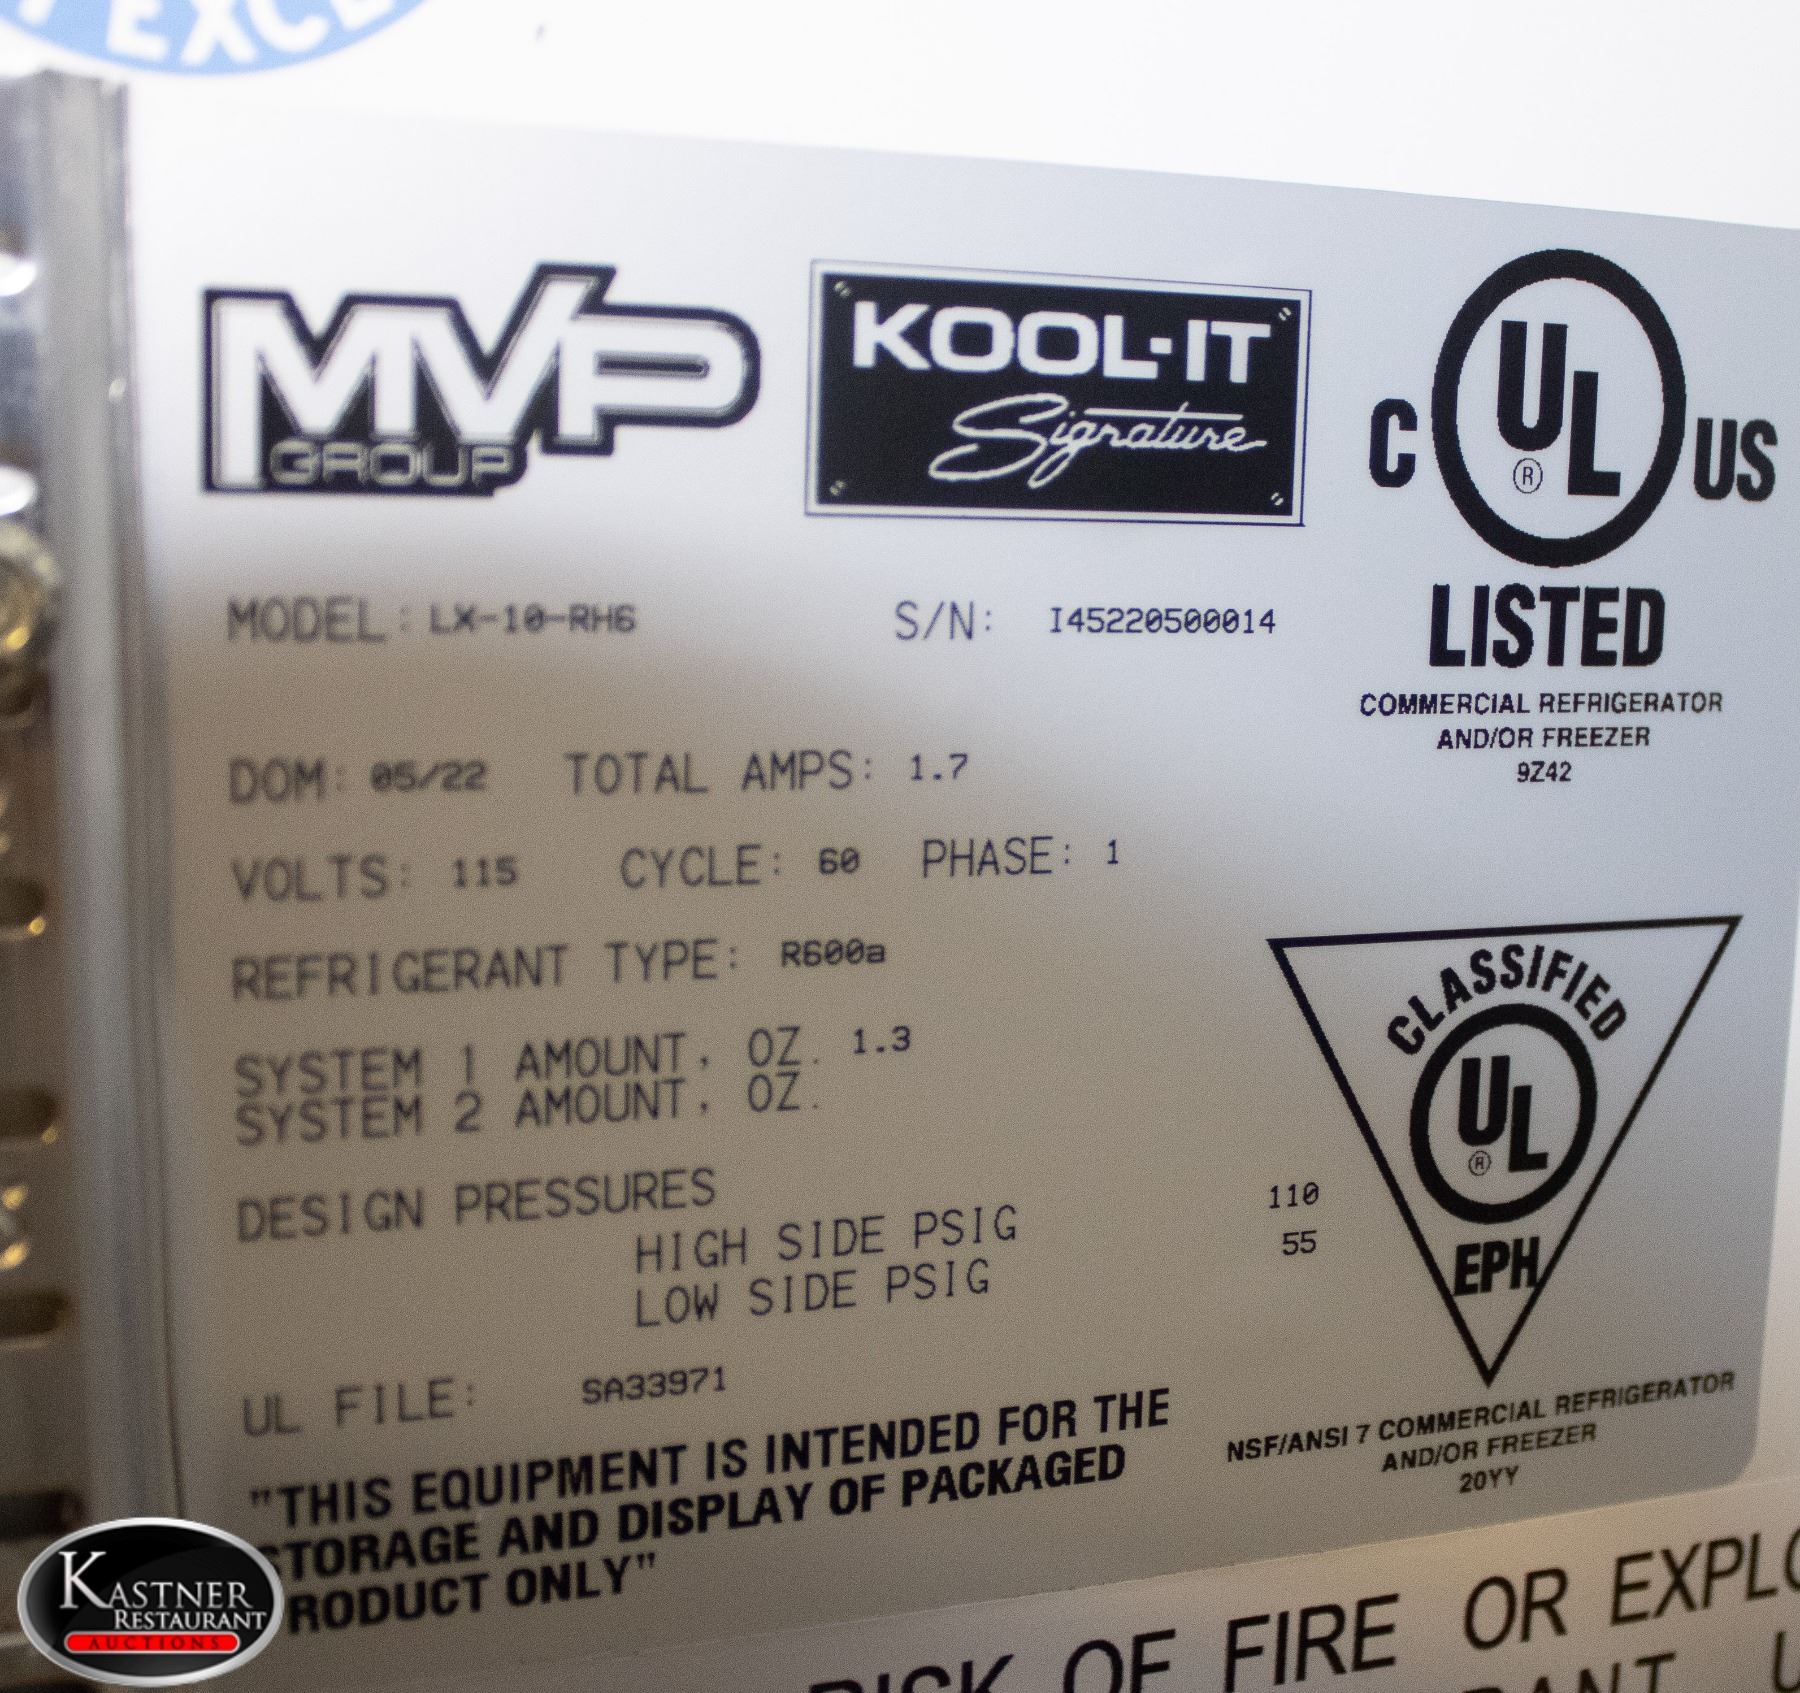 EXCE
MVP
GROUP
KOOL-IT
Signature
C UL US
®
LISTED
COMMERCIAL REFRIGERATOR
AND/OR FREEZER
9Z42
MODEL: LX-10-RH6 S/N: I45220500014
DOM: 05/22 TOTAL AMPS: 1.7
VOLTS: 115 CYCLE: 60 PHASE: 1
REFRIGERANT TYPE: R600a
SYSTEM 1 AMOUNT, OZ. 1.3
SYSTEM 2 AMOUNT, OZ.
DESIGN PRESSURES
HIGH SIDE PSIG 110
LOW SIDE PSIG 55
CLASSIFIED
UL
®
EPH
NSF/ANSI 7 COMMERCIAL REFRIGERATOR
AND/OR FREEZER
20YY
UL FILE: SA33971
"THIS EQUIPMENT IS INTENDED FOR THE
STORAGE AND DISPLAY OF PACKAGED
PRODUCT ONLY"
RISK OF FIRE OR EXPLO
RANT U
KASTNER
RESTAURANT
AUCTIONS